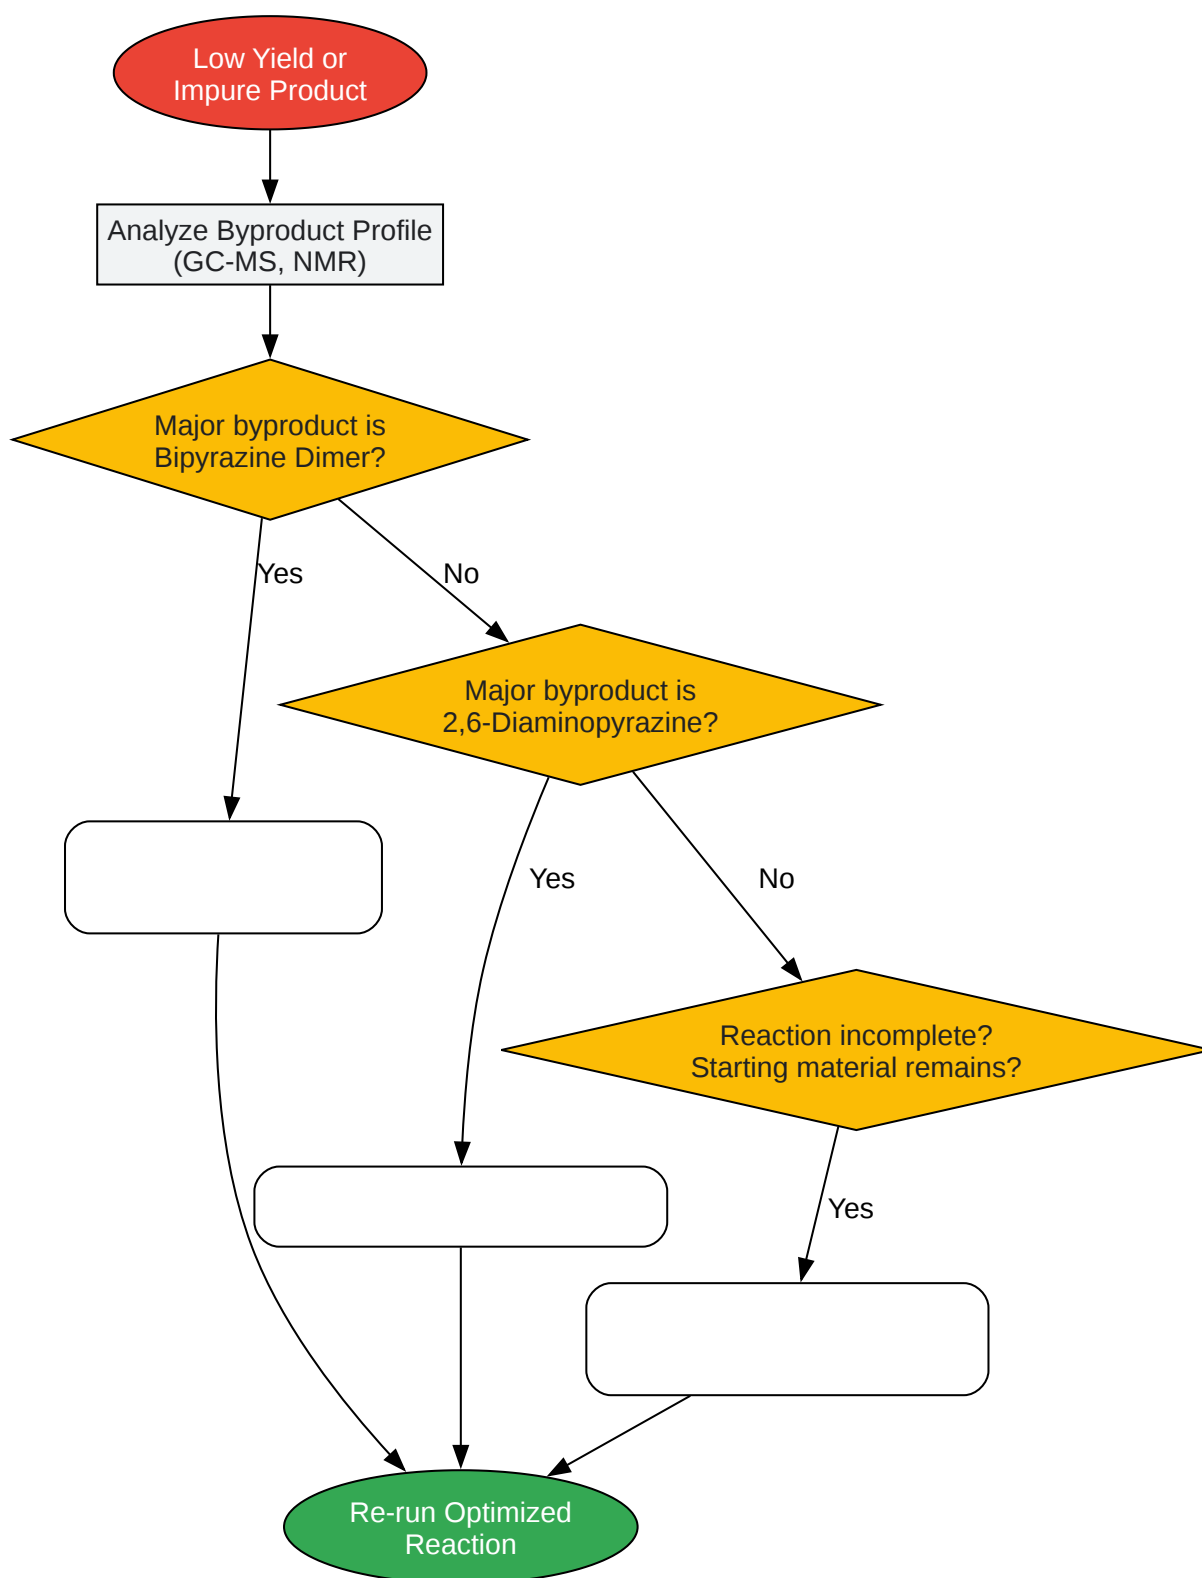 Low Yield or
Impure Product
Analyze Byproduct Profile
(GC-MS, NMR)
Major byproduct is
Bipyrazine Dimer?
Yes
No
Major byproduct is
2,6-Diaminopyrazine?
Yes
No
Reaction incomplete?
Starting material remains?
Yes
Re-run Optimized
Reaction